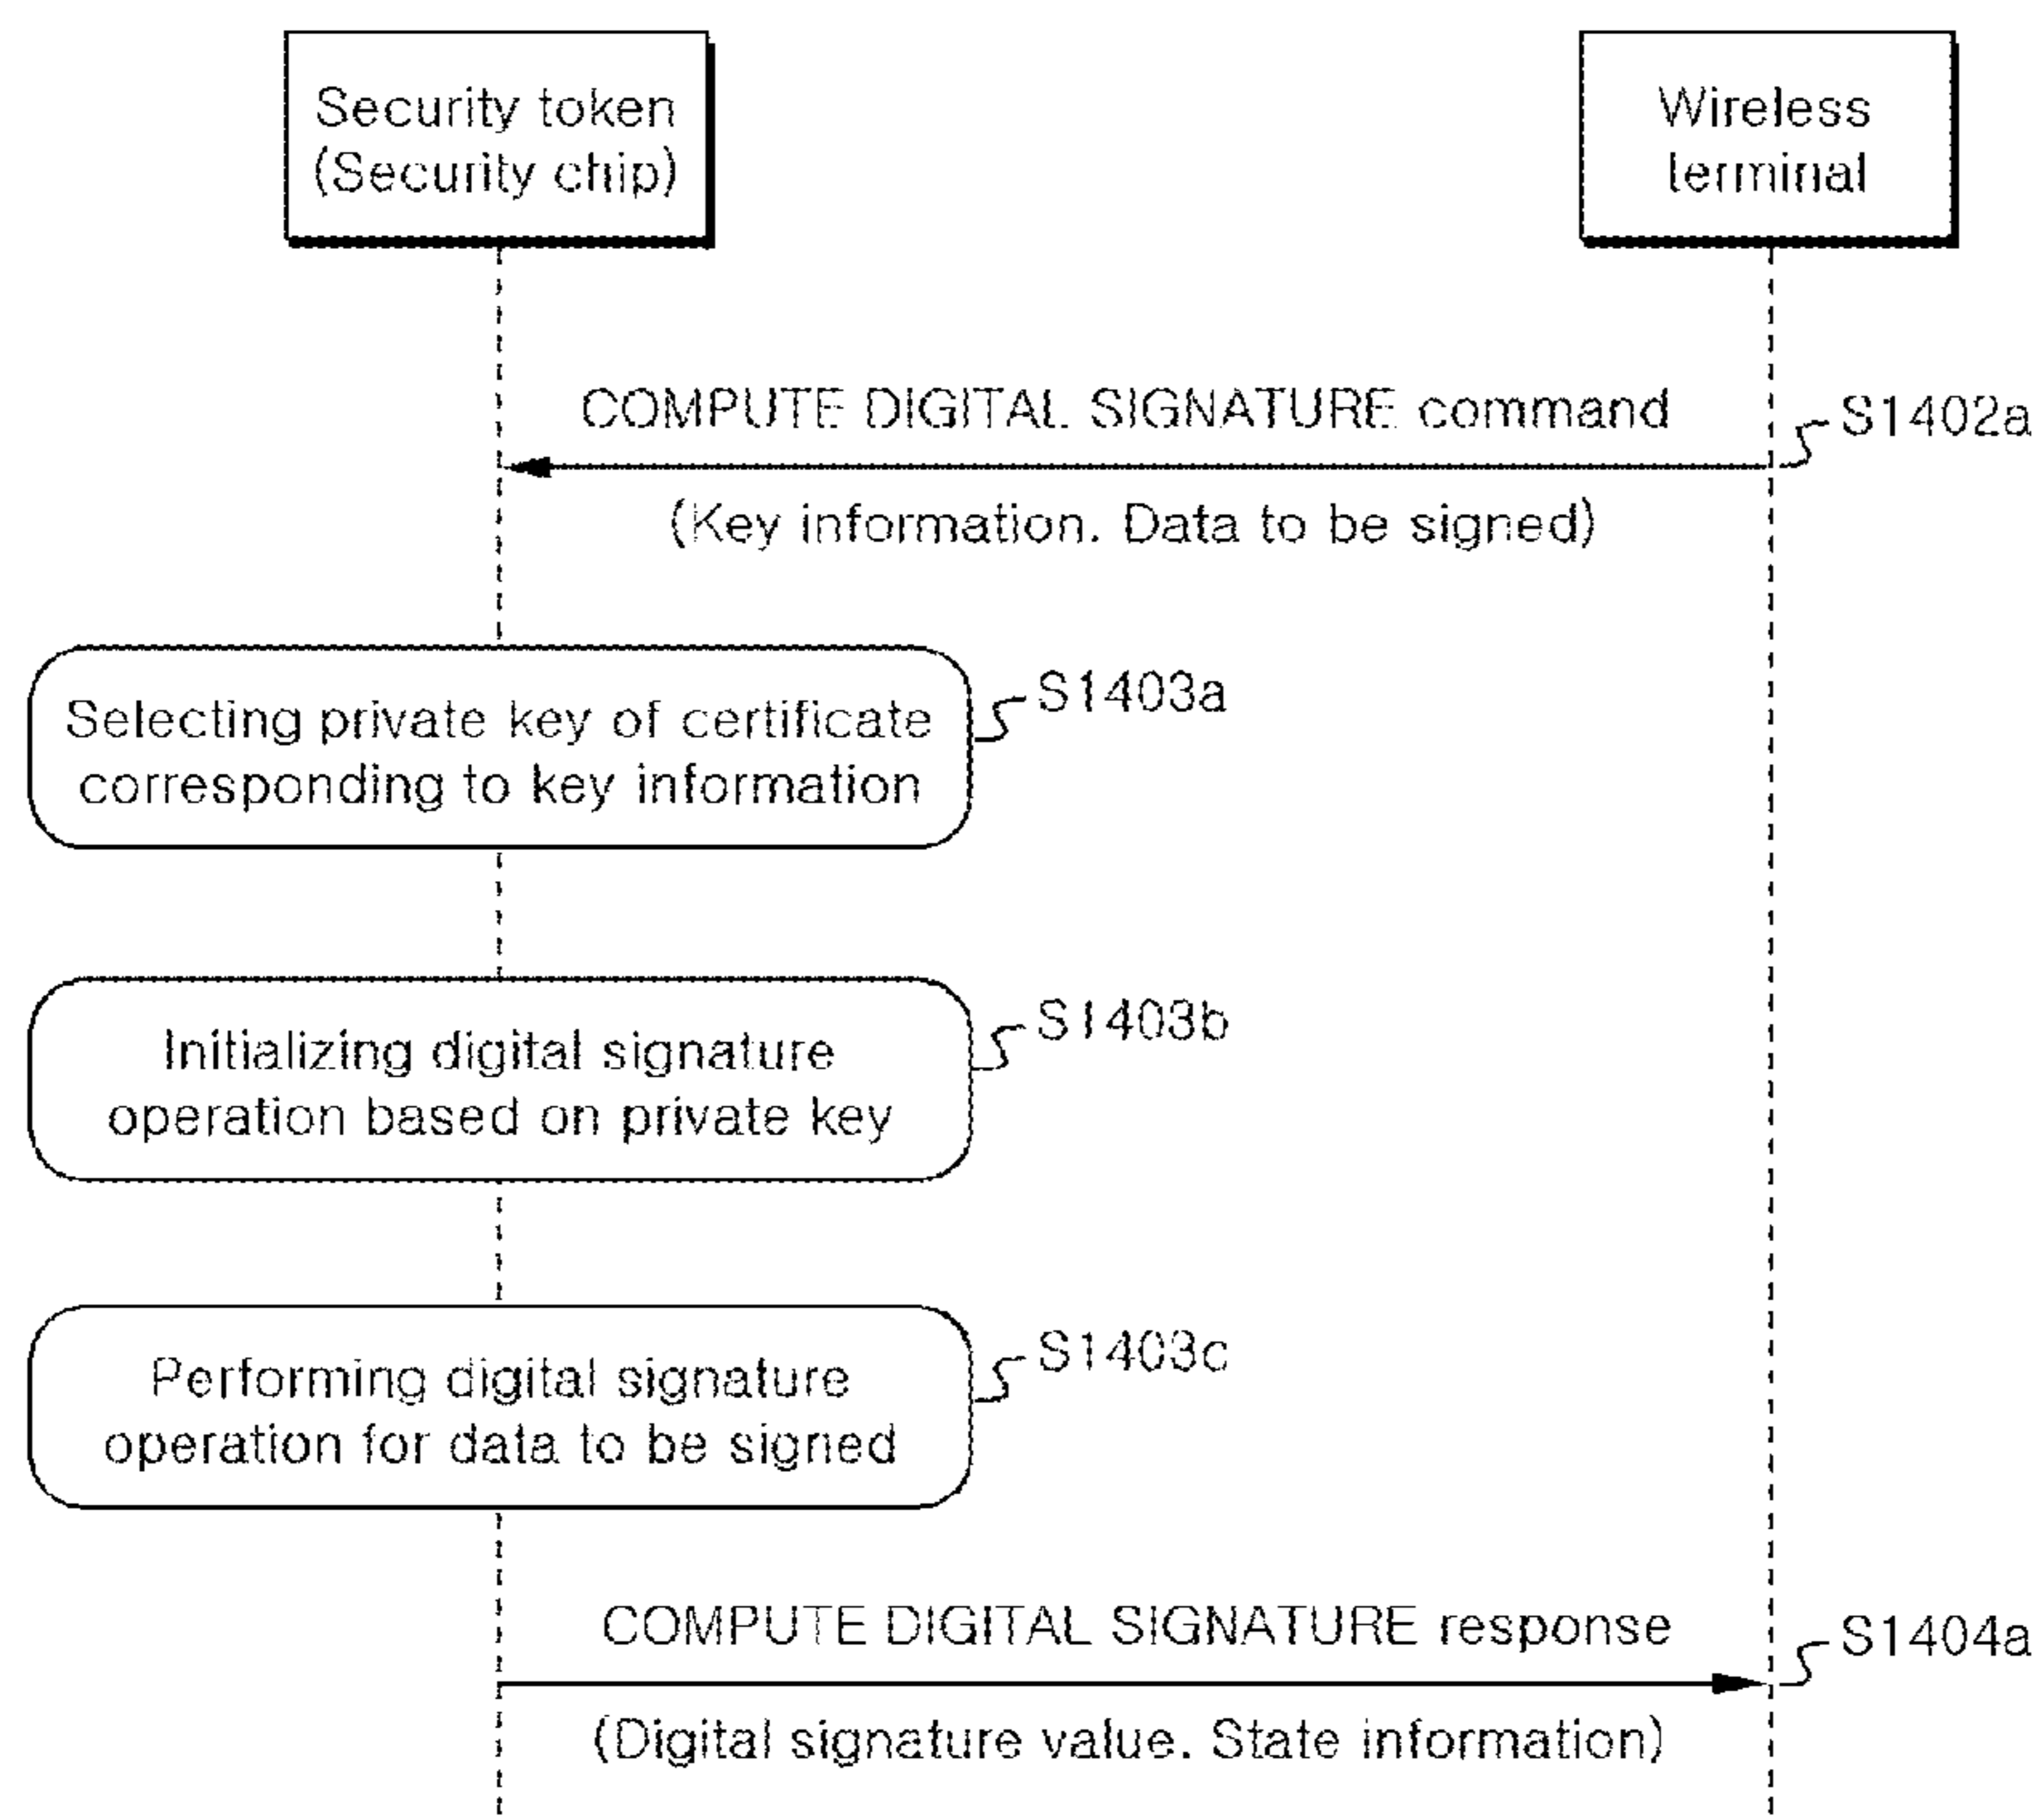 Security token
(Security chip)
Wireless
terminal
COMPUTE DIGITAL SIGNATURE command
S1402a
(Key information. Data to be signed)
S1403a
Selecting private key of certificate
corresponding to key information
S1403b
Initializing digital signature
operation based on private key
S1403c
Performing digital signature
operation for data to be signed
COMPUTE DIGITAL SIGNATURE response
S1404a
(Digital signature value. State information)